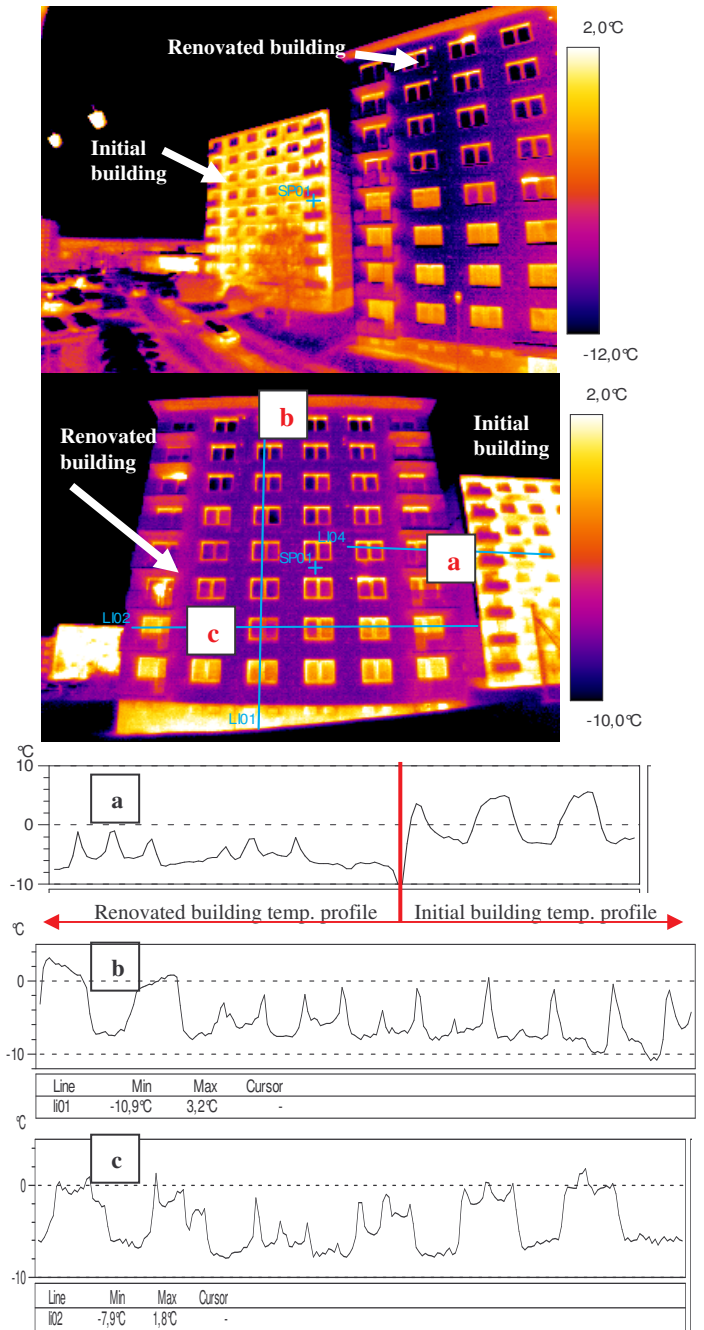 2,0°C
Renovated building
Initial
building
SP01
-12,0°C
2,0°C
b
Initial
building
Renovated
building
LI04
SP01
a
LI02
c
LI01
-10,0°C
°C
10
a
0
-10
Renovated building temp. profile
Initial building temp. profile
°C
b
0
-10
Line Min Max Cursor
li01 -10,9°C 3,2°C -
°C
c
0
-10
Line Min Max Cursor
li02 -7,9°C 1,8°C -